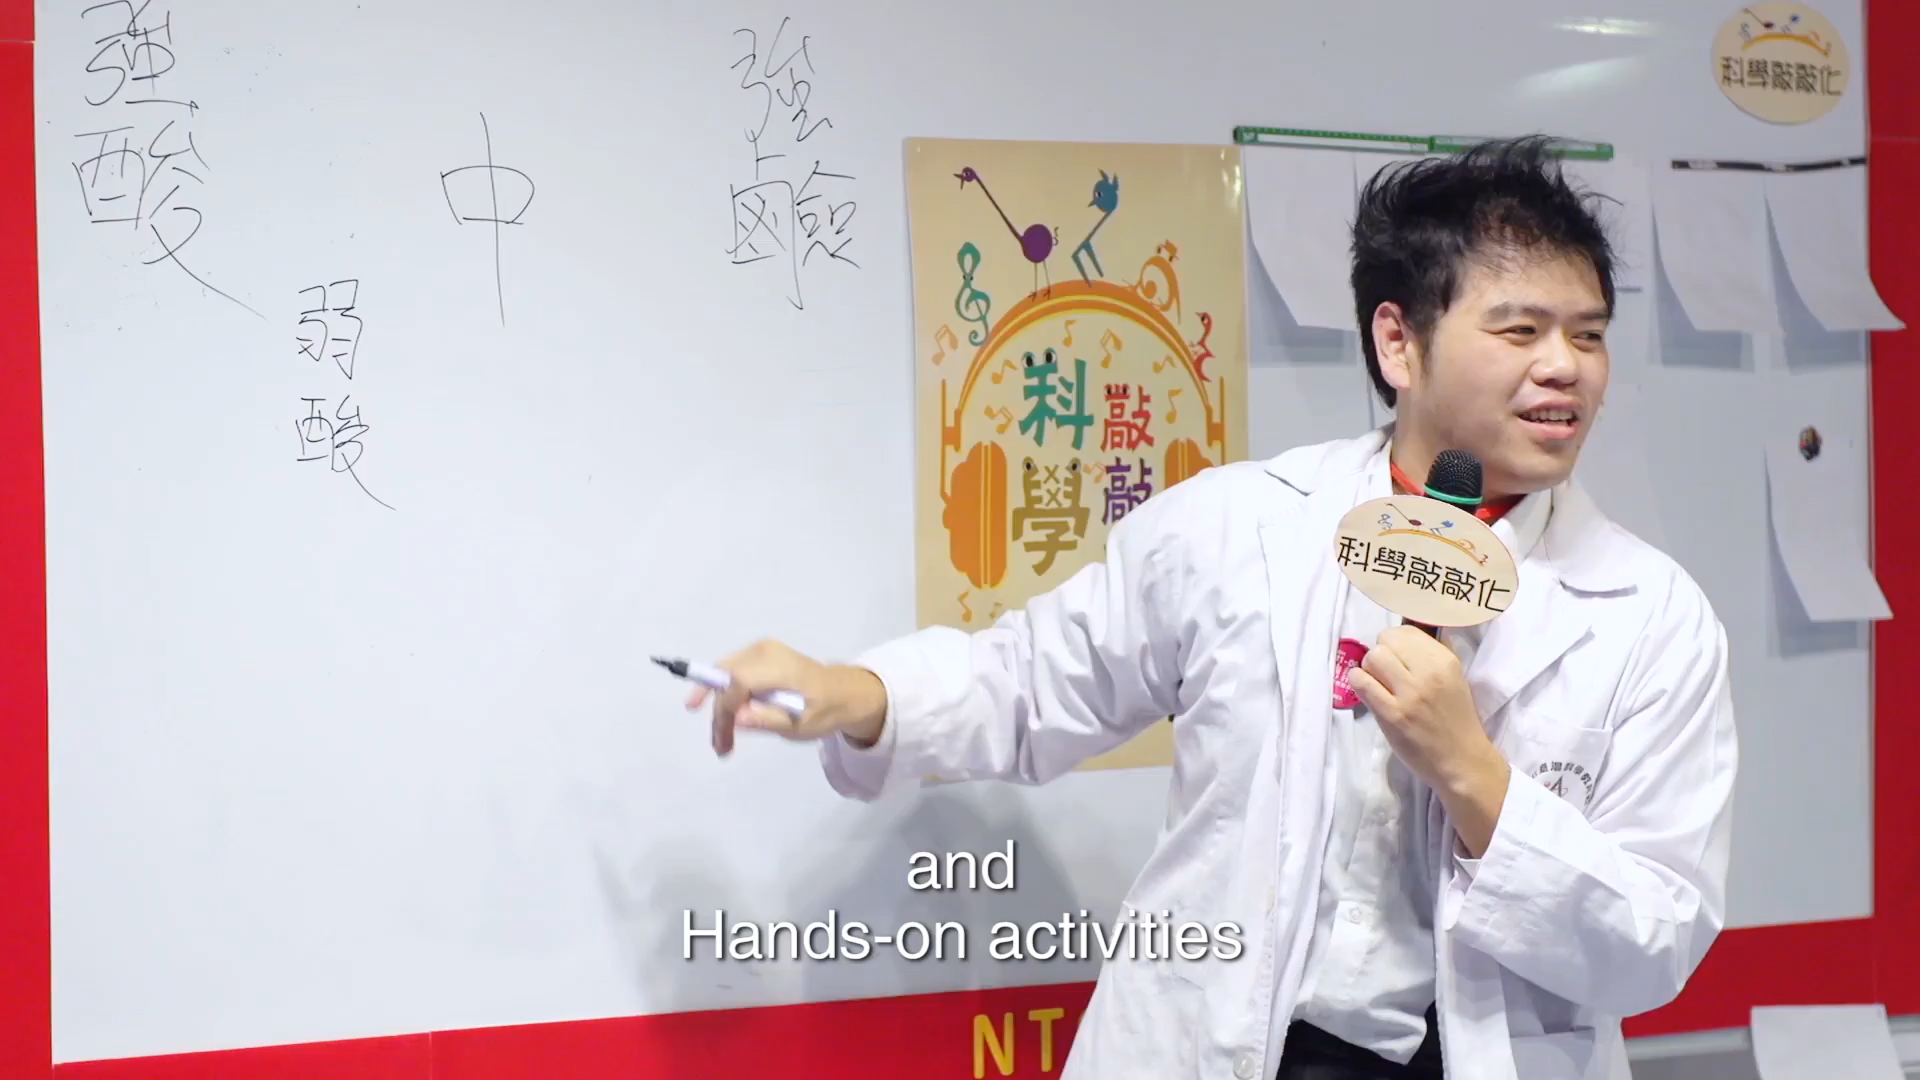 強酸
弱酸
中
強鹼
科學敲敲化
科學
敲敲
科學敲敲化
and
Hands-on activities